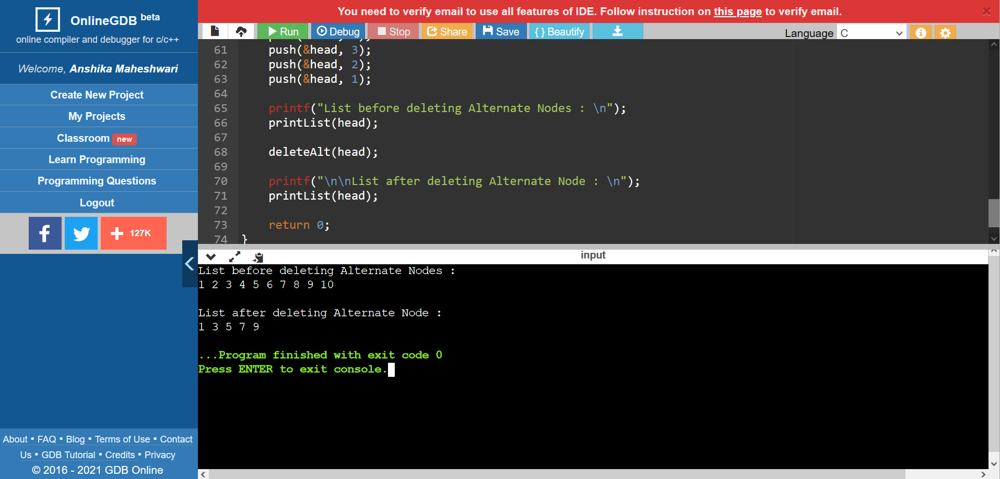 OnlineGDB beta
online compiler and debugger for c/c++
Welcome, Anshika Maheshwari
Create New Project
My Projects
Classroom new
Learn Programming
Programming Questions
Logout
127K
About • FAQ • Blog • Terms of Use • Contact
Us • GDB Tutorial • Credits • Privacy
© 2016 - 2021 GDB Online
You need to verify email to use all features of IDE. Follow instruction on this page to verify email.
Run Debug Stop Share Save { } Beautify
Language C
61 push(&head, 3);
62 push(&head, 2);
63 push(&head, 1);
64
65 printf("List before deleting Alternate Nodes : \n");
66 printList(head);
67
68 deleteAlt(head);
69
70 printf("\n\nList after deleting Alternate Node : \n");
71 printList(head);
72
73 return 0;
74 }
input
List before deleting Alternate Nodes :
1 2 3 4 5 6 7 8 9 10
List after deleting Alternate Node :
1 3 5 7 9
...Program finished with exit code 0
Press ENTER to exit console.